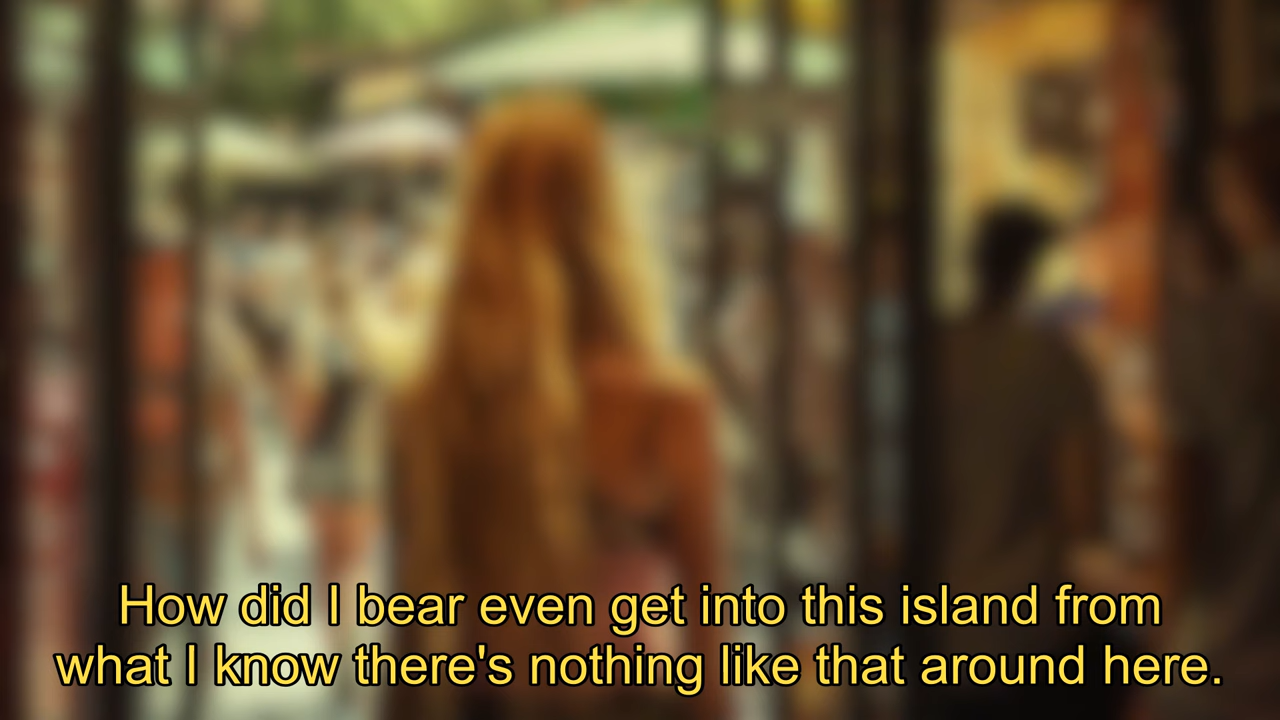 How did I bear even get into this island from
what I know there's nothing like that around here.